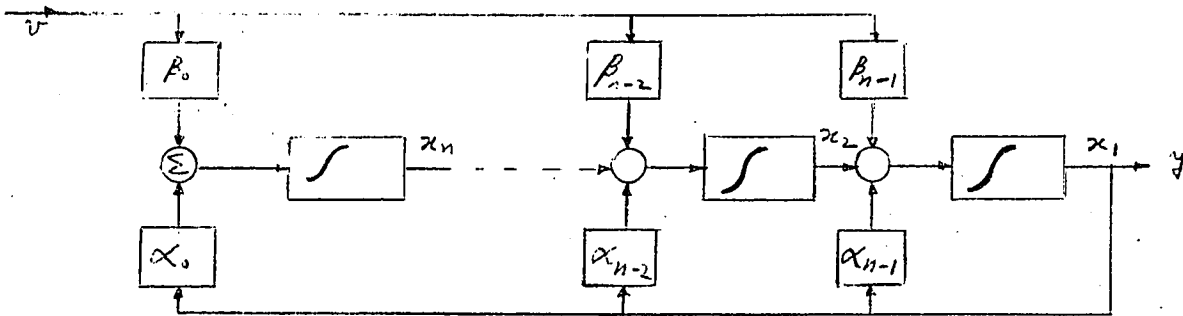 v
β₀ βₙ₋₂ βₙ₋₁
Σ ∫ xₙ ∫ x₂ ∫ x₁ y
α₀ αₙ₋₂ αₙ₋₁